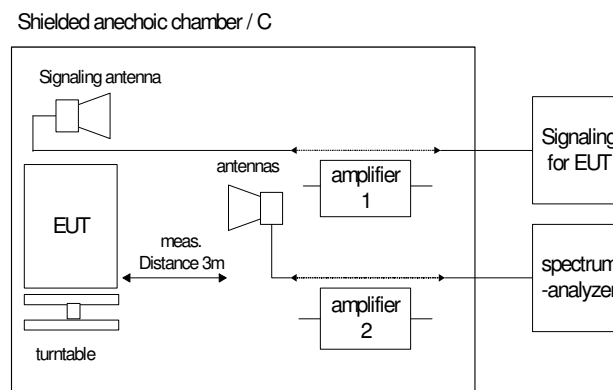 Shielded anechoic chamber / C
Signaling antenna
Signaling
for EUT
antennas
amplifier
1
EUT
meas.
Distance 3m
spectrum
-analyzer
amplifier
2
turntable